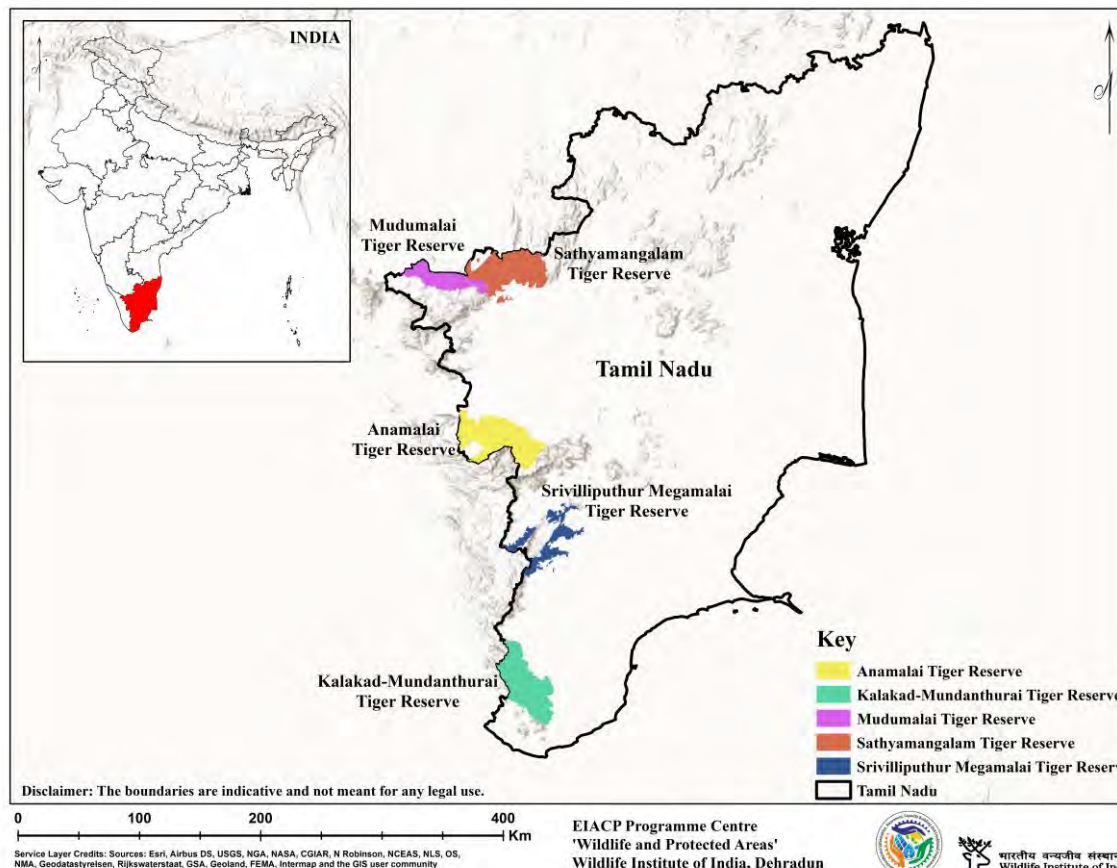 INDIA
Mudumalai
Tiger Reserve
Sathyamangalam
Tiger Reserve
Tamil Nadu
Anamalai
Tiger Reserve
Srivilliputhur Megamalai
Tiger Reserve
Kalakad-Mundanthurai
Tiger Reserve
Key
Anamalai Tiger Reserve
Kalakad-Mundanthurai Tiger Reserve
Mudumalai Tiger Reserve
Sathyamangalam Tiger Reserve
Srivilliputhur Megamalai Tiger Reserve
Tamil Nadu
Disclaimer: The boundaries are indicative and not meant for any legal use.
0 100 200 400
Km
Service Layer Credits: Sources: Esri, Airbus DS, USGS, NGA, NASA, CGIAR, N Robinson, NCEAS, NLS, OS,
NMA, Geodatastyrelsen, Rijkswaterstaat, GSA, Geoland, FEMA, Intermap and the GIS user community
EIACP Programme Centre
'Wildlife and Protected Areas'
Wildlife Institute of India, Dehradun
भारतीय वन्यजीव संस्था
Wildlife Institute of In